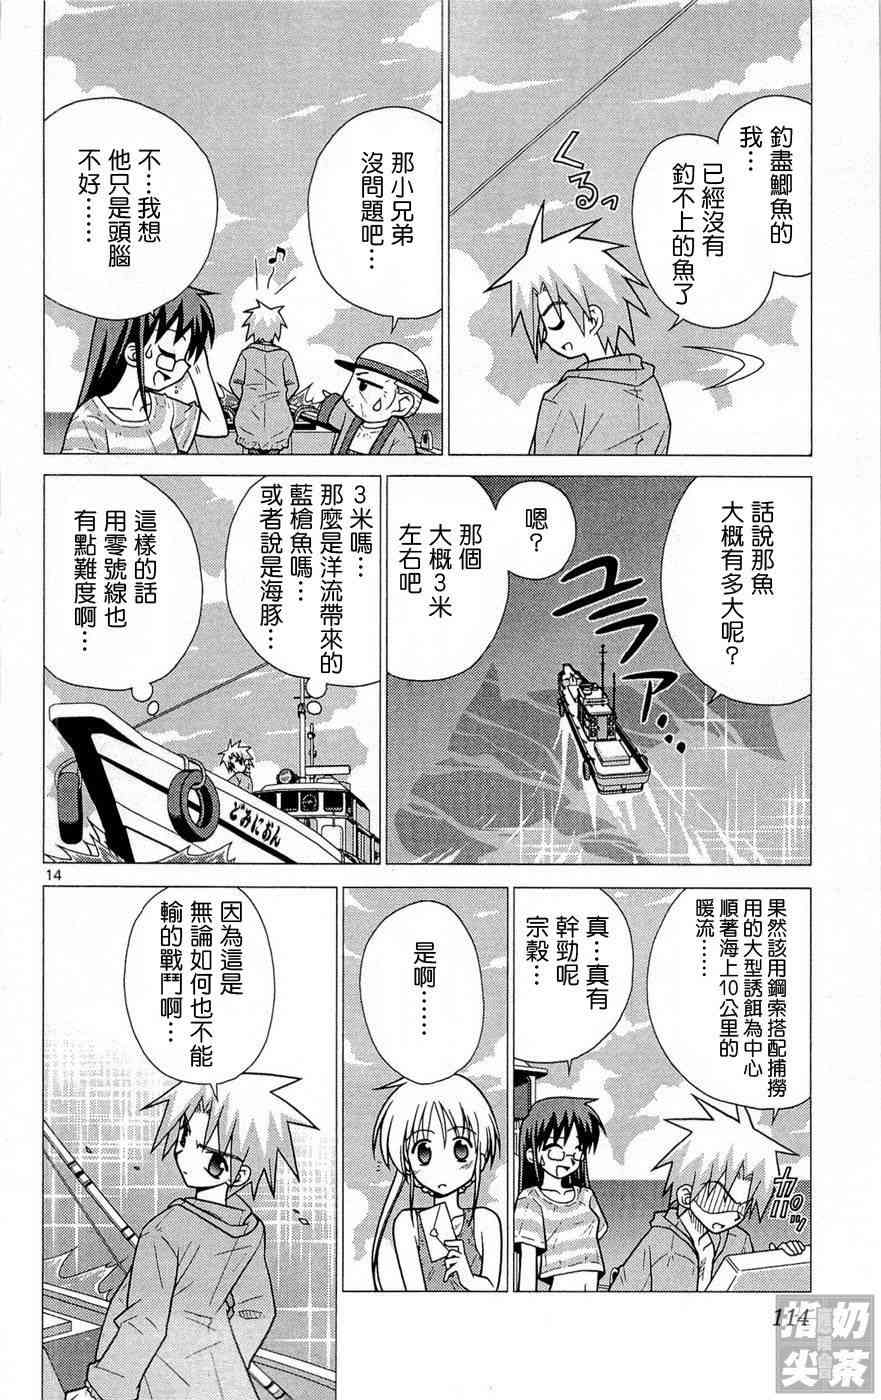 釣盡鯽魚的
我…
已經沒有
釣不上的魚了
くるっ
那小兄弟
沒問題吧…
不…我想
他只是頭腦
不好……
話說那魚
大概有多大呢？
嗯？
那個
大概3米
左右吧
ドア…
3米嗎…
那麼是洋流帶來的
藍槍魚嗎…
或者說是海豚…
這樣的話
用零號線也
有點難度啊…
どみにおん
14
果然該用鋼索搭配捕撈
用的大型誘餌為中心
順著海上10公里的
暖流……
真…真有
幹勁呢
宗穀…
ガパッ
是啊……
……
因為這是
無論如何也不能
輸的戰鬥啊…
114
指奶
尖茶